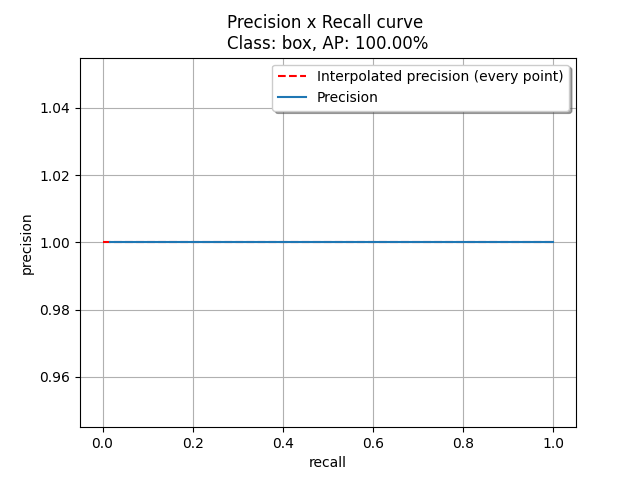 Precision x Recall curve
Class: box, AP: 100.00%
Interpolated precision (every point)
Precision
1.04
1.02
1.00
0.98
0.96
precision
0.0 0.2 0.4 0.6 0.8 1.0
recall